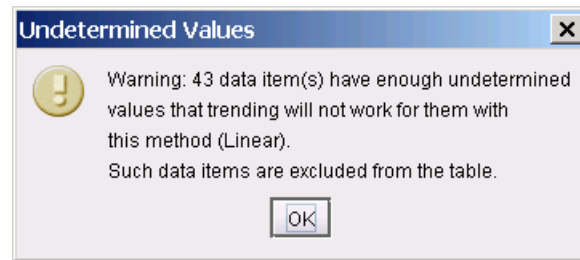 Undetermined Values
Warning: 43 data item(s) have enough undetermined
values that trending will not work for them with
this method (Linear).
Such data items are excluded from the table.
OK